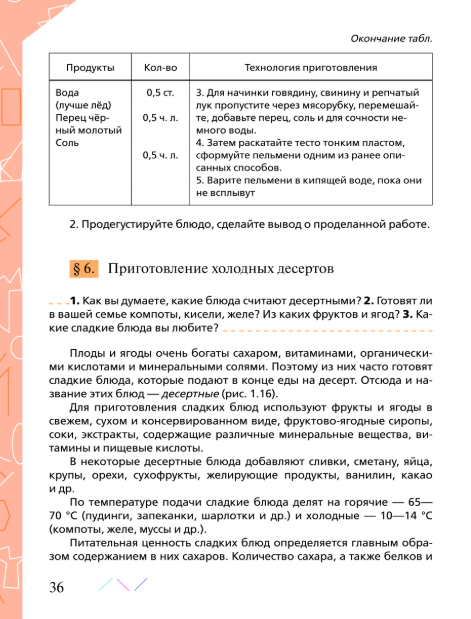 Окончание табл.
Продукты Кол-во Технология приготовления
Вода 0,5 ст. 3. Для начинки говядину, свинину и репчатый
(лучше лёд) лук пропустите через мясорубку, перемешай-
Перец чёр- 0,5 ч. л. те, добавьте перец, соль и для сочности не-
ный молотый много воды.
Соль 4. Затем раскатайте тесто тонким пластом,
0,5 ч. л. сформуйте пельмени одним из ранее опи-
санных способов.
5. Варите пельмени в кипящей воде, пока они
не всплывут
2. Продегустируйте блюдо, сделайте вывод о проделанной работе.
§ 6. Приготовление холодных десертов
1. Как вы думаете, какие блюда считают десертными? 2. Готовят ли
в вашей семье компоты, кисели, желе? Из каких фруктов и ягод? 3. Ка-
кие сладкие блюда вы любите?
Плоды и ягоды очень богаты сахаром, витаминами, органически-
ми кислотами и минеральными солями. Поэтому из них часто готовят
сладкие блюда, которые подают в конце еды на десерт. Отсюда и на-
звание этих блюд — десертные (рис. 1.16).
Для приготовления сладких блюд используют фрукты и ягоды в
свежем, сухом и консервированном виде, фруктово-ягодные сиропы,
соки, экстракты, содержащие различные минеральные вещества, ви-
тамины и пищевые кислоты.
В некоторые десертные блюда добавляют сливки, сметану, яйца,
крупы, орехи, сухофрукты, желирующие продукты, ванилин, какао
и др.
По температуре подачи сладкие блюда делят на горячие — 65—
70 °С (пудинги, запеканки, шарлотки и др.) и холодные — 10—14 °С
(компоты, желе, муссы и др.).
Питательная ценность сладких блюд определяется главным обра-
зом содержанием в них сахаров. Количество сахара, а также белков и
36